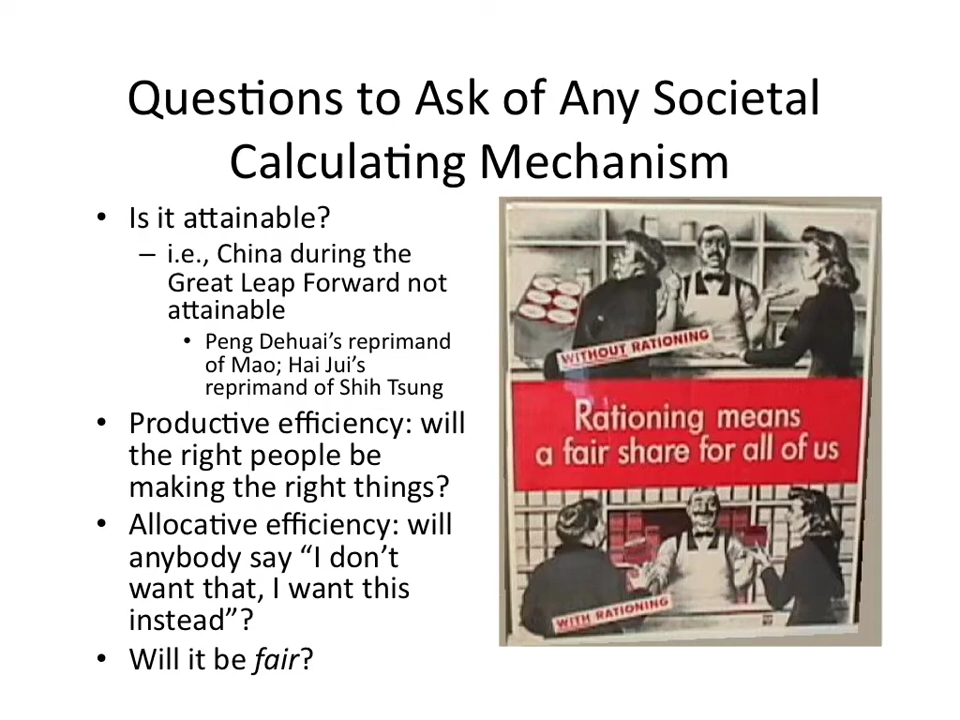 Questions to Ask of Any Societal
Calculating Mechanism
• Is it attainable?
– i.e., China during the
Great Leap Forward not
attainable
• Peng Dehuai’s reprimand
of Mao; Hai Jui’s
reprimand of Shih Tsung
• Productive efficiency: will
the right people be
making the right things?
• Allocative efficiency: will
anybody say “I don’t
want that, I want this
instead”?
• Will it be fair?
WITHOUT RATIONING
Rationing means
a fair share for all of us
WITH RATIONING